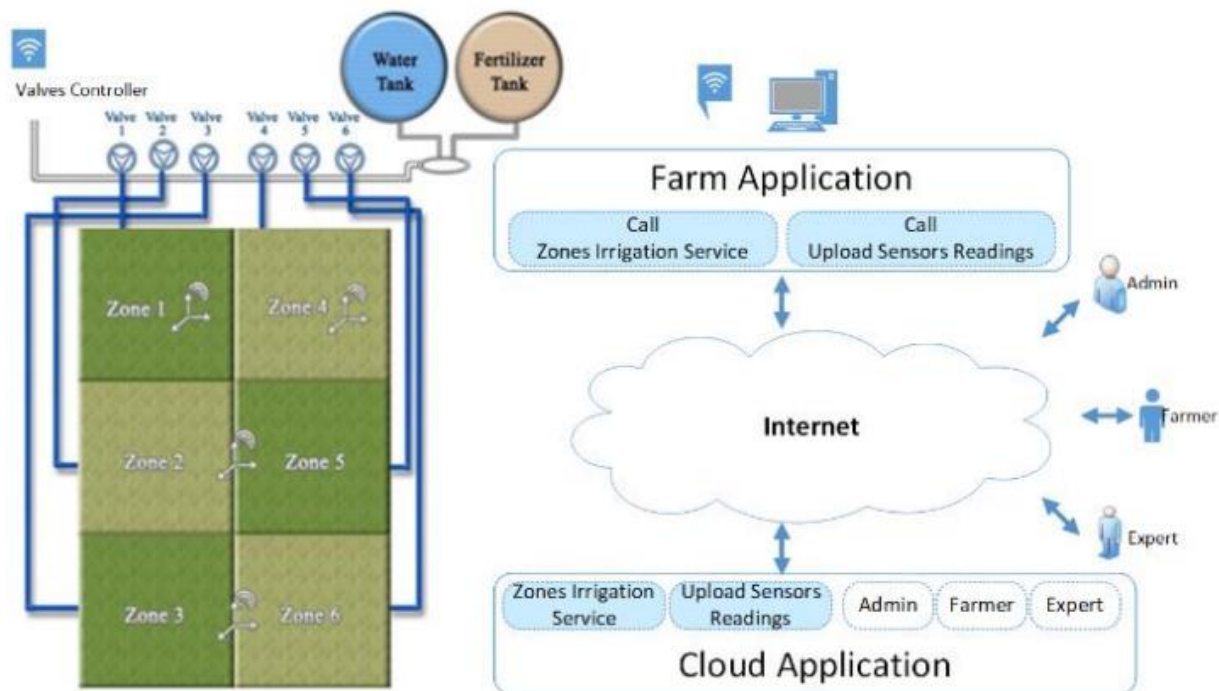 Water
Tank
Fertilizer
Tank
Valves Controller
Valve
1
Valve
2
Valve
3
Valve
4
Valve
5
Valve
6
Zone 1
Zone 4
Zone 2
Zone 5
Zone 3
Zone 6
Farm Application
Call
Zones Irrigation Service
Call
Upload Sensors Readings
Admin
Internet
Farmer
Expert
Zones Irrigation
Service
Upload Sensors
Readings
Admin
Farmer
Expert
Cloud Application